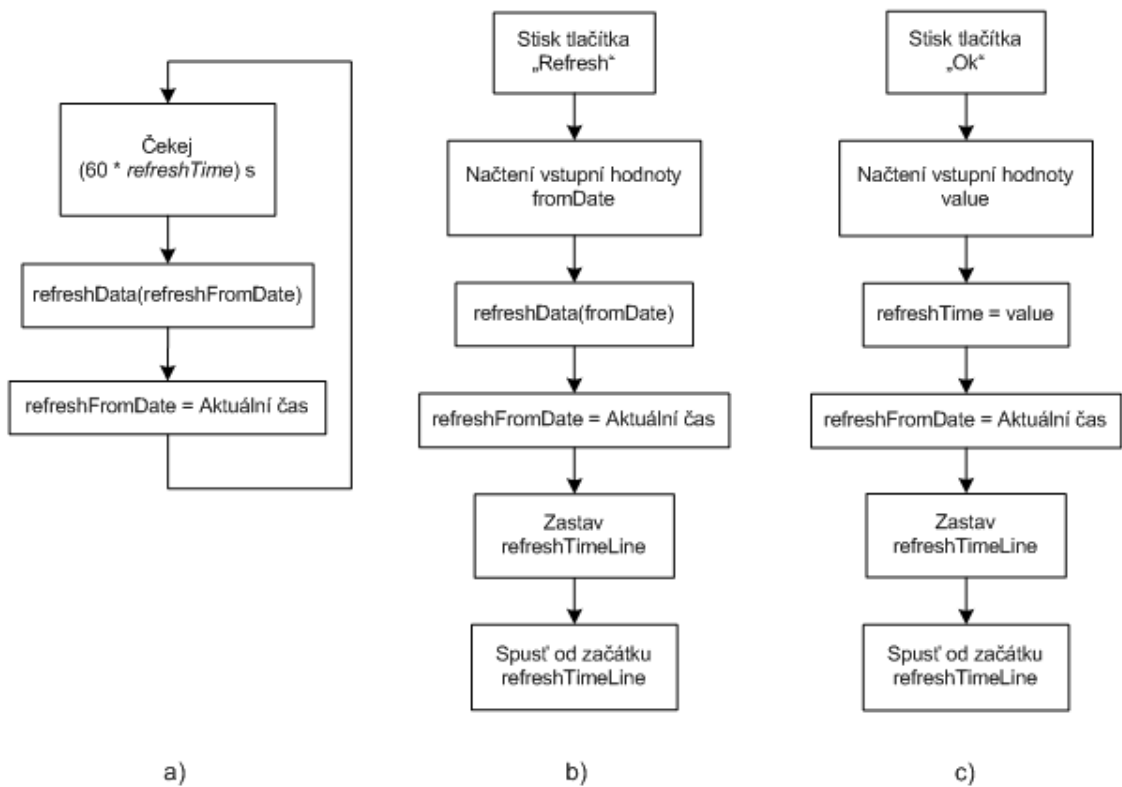 Čekej
(60 * refreshTime) s
refreshData(refreshFromDate)
refreshFromDate = Aktuální čas
a)
Stisk tlačítka
„Refresh“
Načtení vstupní hodnoty
fromDate
refreshData(fromDate)
refreshFromDate = Aktuální čas
Zastav
refreshTimeLine
Spusť od začátku
refreshTimeLine
b)
Stisk tlačítka
„Ok“
Načtení vstupní hodnoty
value
refreshTime = value
refreshFromDate = Aktuální čas
Zastav
refreshTimeLine
Spusť od začátku
refreshTimeLine
c)